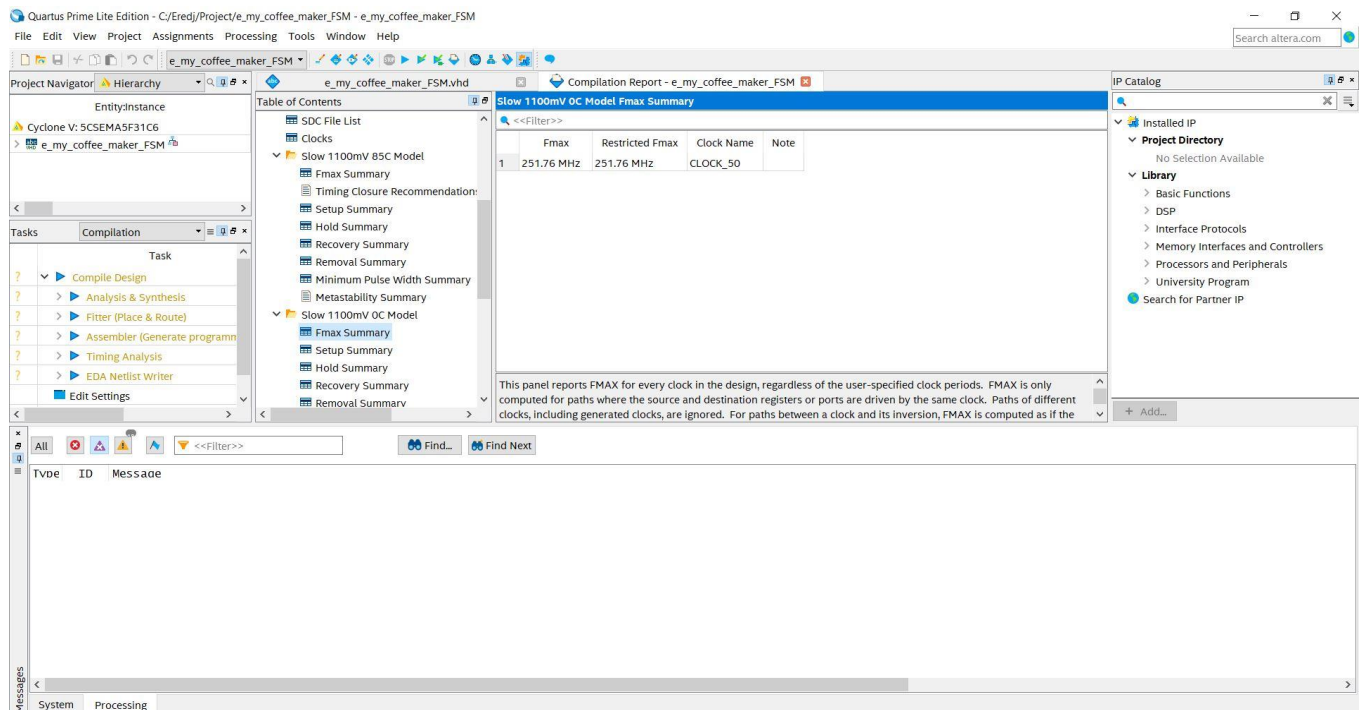 Quartus Prime Lite Edition - C:/Eredj/Project/e_my_coffee_maker_FSM - e_my_coffee_maker_FSM
File Edit View Project Assignments Processing Tools Window Help
Search altera.com
e_my_coffee_maker_FSM
Project Navigator Hierarchy
Entity:Instance
Cyclone V: 5CSEMA5F31C6
e_my_coffee_maker_FSM
Tasks Compilation
Task
? Compile Design
? Analysis & Synthesis
? Fitter (Place & Route)
? Assembler (Generate programm
? Timing Analysis
? EDA Netlist Writer
Edit Settings
e_my_coffee_maker_FSM.vhd
Compilation Report - e_my_coffee_maker_FSM
Table of Contents
SDC File List
Clocks
Slow 1100mV 85C Model
Fmax Summary
Timing Closure Recommendations
Setup Summary
Hold Summary
Recovery Summary
Removal Summary
Minimum Pulse Width Summary
Metastability Summary
Slow 1100mV 0C Model
Fmax Summary
Setup Summary
Hold Summary
Recovery Summary
Removal Summary
Slow 1100mV 0C Model Fmax Summary
<<Filter>>
Fmax Restricted Fmax Clock Name Note
1 251.76 MHz 251.76 MHz CLOCK_50
This panel reports FMAX for every clock in the design, regardless of the user-specified clock periods. FMAX is only
computed for paths where the source and destination registers or ports are driven by the same clock. Paths of different
clocks, including generated clocks, are ignored. For paths between a clock and its inversion, FMAX is computed as if the
IP Catalog
Installed IP
Project Directory
No Selection Available
Library
Basic Functions
DSP
Interface Protocols
Memory Interfaces and Controllers
Processors and Peripherals
University Program
Search for Partner IP
+ Add...
All <<Filter>> Find... Find Next
Type ID Message
Messages
System Processing